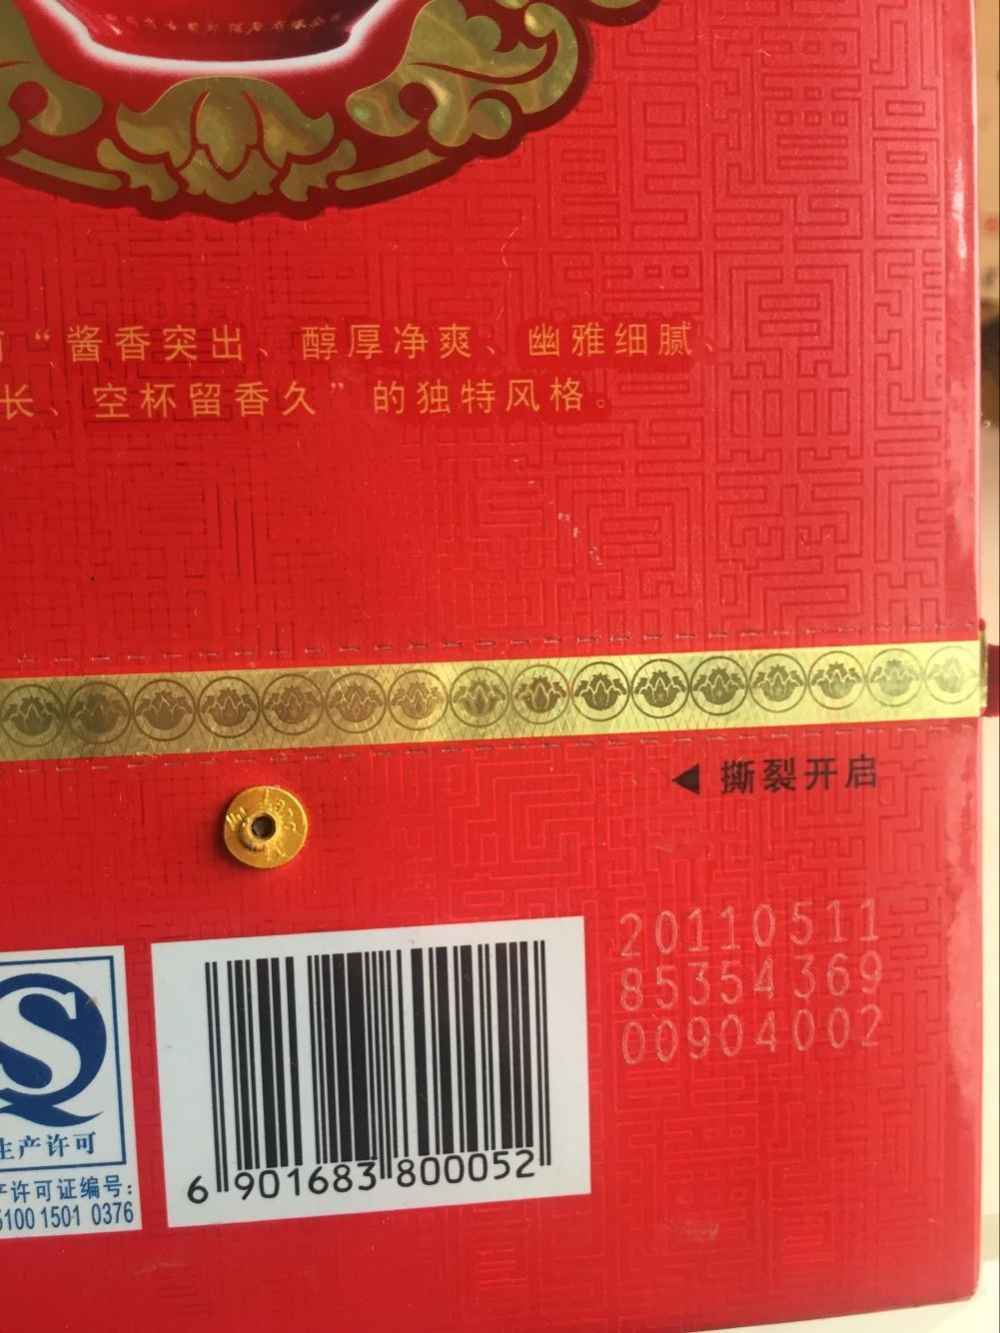 “酱香突出、醇厚净爽、幽雅细腻、
长、空杯留香久”的独特风格。
撕裂开启
20110511
85354369
00904002
6 901683 800052
生产许可
产许可证编号:
5100 1501 0376